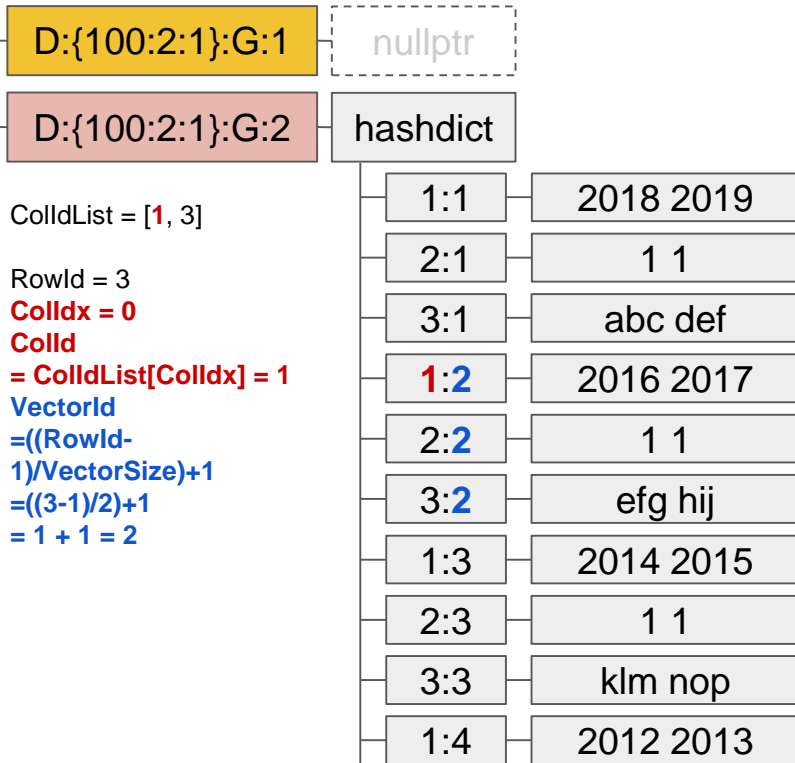 D:{100:2:1}:G:1 nullptr
D:{100:2:1}:G:2 hashdict
1:1 2018 2019
ColIdList = [1, 3]
2:1 1 1
RowId = 3
ColIdx = 0
3:1 abc def
ColId
= ColIdList[ColIdx] = 1
1:2 2016 2017
VectorId
=((RowId-
2:2 1 1
1)/VectorSize)+1
=((3-1)/2)+1
3:2 efg hij
= 1 + 1 = 2
1:3 2014 2015
2:3 1 1
3:3 klm nop
1:4 2012 2013